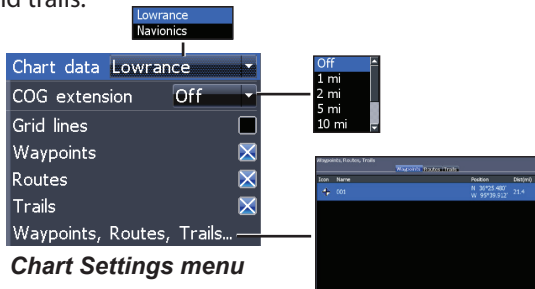 nd trails.
Lowrance
Navionics
Chart data Lowrance
COG extension Off
Grid lines
Waypoints
Routes
Trails
Waypoints, Routes, Trails...
Chart Settings menu
Off
1 mi
2 mi
5 mi
10 mi
Waypoints, Routes, Trails
Waypoints Routes Trails
Icon Name Position Dist(mi)
001 N 36°25.480' 21.4
W 95°39.912'